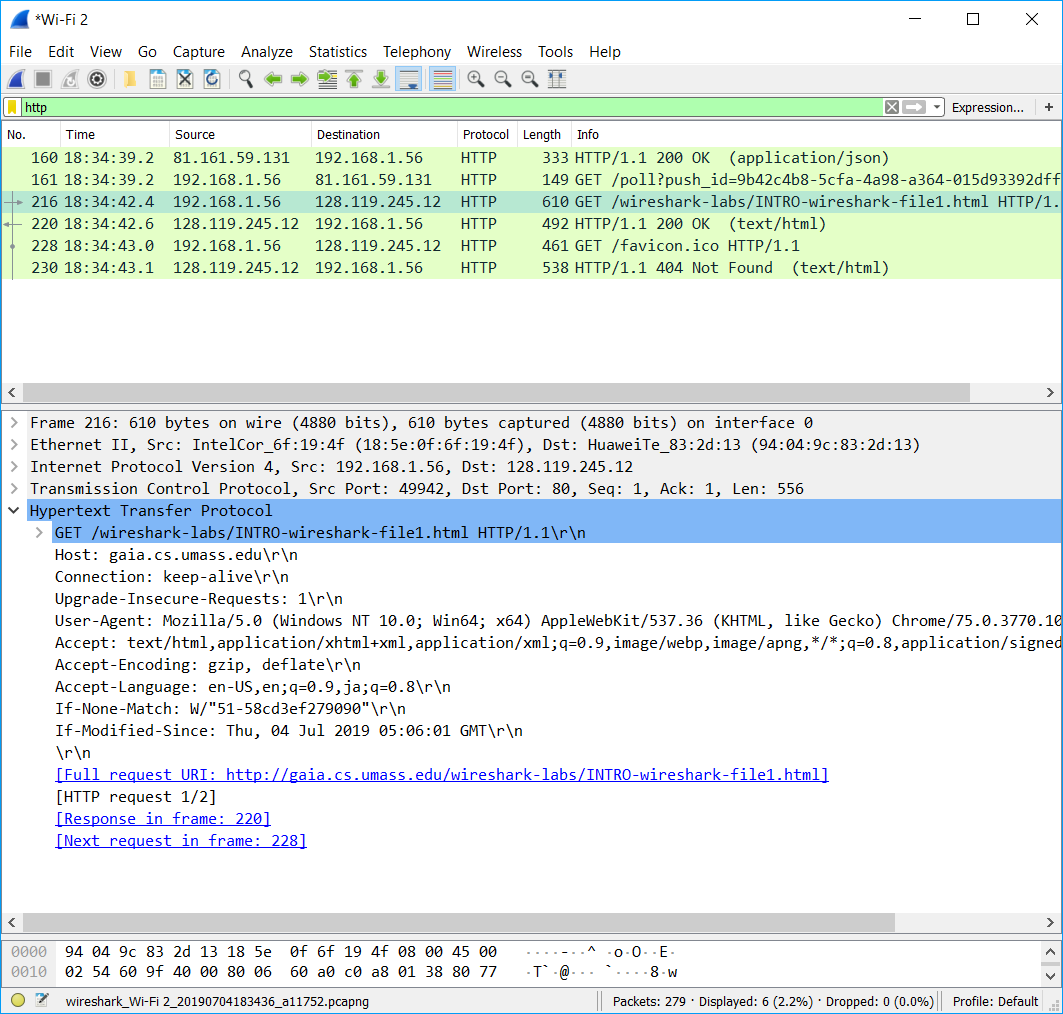 *Wi-Fi 2
File Edit View Go Capture Analyze Statistics Telephony Wireless Tools Help
http Expression... +
No. Time Source Destination Protocol Length Info
160 18:34:39.2 81.161.59.131 192.168.1.56 HTTP 333 HTTP/1.1 200 OK (application/json)
161 18:34:39.2 192.168.1.56 81.161.59.131 HTTP 149 GET /poll?push_id=9b42c4b8-5cfa-4a98-a364-015d93392dff
216 18:34:42.4 192.168.1.56 128.119.245.12 HTTP 610 GET /wireshark-labs/INTRO-wireshark-file1.html HTTP/1.
220 18:34:42.6 128.119.245.12 192.168.1.56 HTTP 492 HTTP/1.1 200 OK (text/html)
228 18:34:43.0 192.168.1.56 128.119.245.12 HTTP 461 GET /favicon.ico HTTP/1.1
230 18:34:43.1 128.119.245.12 192.168.1.56 HTTP 538 HTTP/1.1 404 Not Found (text/html)
Frame 216: 610 bytes on wire (4880 bits), 610 bytes captured (4880 bits) on interface 0
Ethernet II, Src: IntelCor_6f:19:4f (18:5e:0f:6f:19:4f), Dst: HuaweiTe_83:2d:13 (94:04:9c:83:2d:13)
Internet Protocol Version 4, Src: 192.168.1.56, Dst: 128.119.245.12
Transmission Control Protocol, Src Port: 49942, Dst Port: 80, Seq: 1, Ack: 1, Len: 556
Hypertext Transfer Protocol
GET /wireshark-labs/INTRO-wireshark-file1.html HTTP/1.1\r\n
Host: gaia.cs.umass.edu\r\n
Connection: keep-alive\r\n
Upgrade-Insecure-Requests: 1\r\n
User-Agent: Mozilla/5.0 (Windows NT 10.0; Win64; x64) AppleWebKit/537.36 (KHTML, like Gecko) Chrome/75.0.3770.10
Accept: text/html,application/xhtml+xml,application/xml;q=0.9,image/webp,image/apng,*/*;q=0.8,application/signed
Accept-Encoding: gzip, deflate\r\n
Accept-Language: en-US,en;q=0.9,ja;q=0.8\r\n
If-None-Match: W/"51-58cd3ef279090"\r\n
If-Modified-Since: Thu, 04 Jul 2019 05:06:01 GMT\r\n
\r\n
[Full request URI: http://gaia.cs.umass.edu/wireshark-labs/INTRO-wireshark-file1.html]
[HTTP request 1/2]
[Response in frame: 220]
[Next request in frame: 228]
0000 94 04 9c 83 2d 13 18 5e 0f 6f 19 4f 08 00 45 00 ····-··^ ·o·O··E·
0010 02 54 60 9f 40 00 80 06 60 a0 c0 a8 01 38 80 77 ·T`·@··· `····8·w
wireshark_Wi-Fi 2_20190704183436_a11752.pcapng Packets: 279 · Displayed: 6 (2.2%) · Dropped: 0 (0.0%) Profile: Default